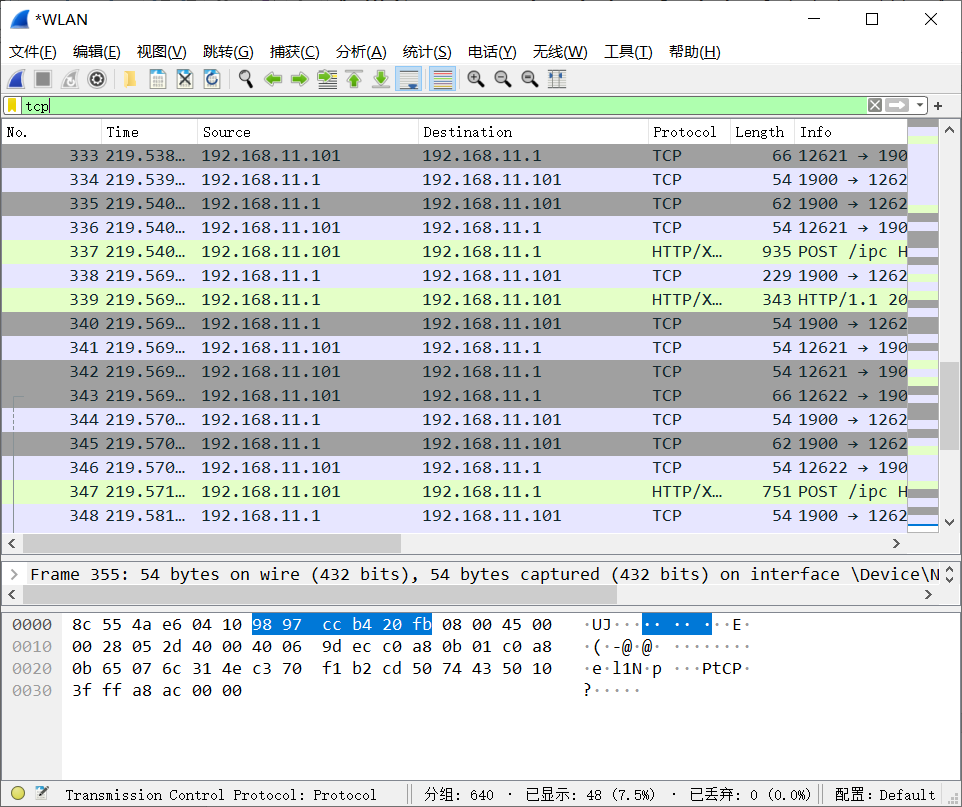 *WLAN
文件(F) 编辑(E) 视图(V) 跳转(G) 捕获(C) 分析(A) 统计(S) 电话(Y) 无线(W) 工具(T) 帮助(H)
tcp
No. Time Source Destination Protocol Length Info
333 219.538… 192.168.11.101 192.168.11.1 TCP 66 12621 → 190
334 219.539… 192.168.11.1 192.168.11.101 TCP 54 1900 → 1262
335 219.540… 192.168.11.1 192.168.11.101 TCP 62 1900 → 1262
336 219.540… 192.168.11.101 192.168.11.1 TCP 54 12621 → 190
337 219.540… 192.168.11.101 192.168.11.1 HTTP/X… 935 POST /ipc H
338 219.569… 192.168.11.1 192.168.11.101 TCP 229 1900 → 1262
339 219.569… 192.168.11.1 192.168.11.101 HTTP/X… 343 HTTP/1.1 20
340 219.569… 192.168.11.1 192.168.11.101 TCP 54 1900 → 1262
341 219.569… 192.168.11.101 192.168.11.1 TCP 54 12621 → 190
342 219.569… 192.168.11.101 192.168.11.1 TCP 54 12621 → 190
343 219.569… 192.168.11.101 192.168.11.1 TCP 66 12622 → 190
344 219.570… 192.168.11.1 192.168.11.101 TCP 54 1900 → 1262
345 219.570… 192.168.11.1 192.168.11.101 TCP 62 1900 → 1262
346 219.570… 192.168.11.101 192.168.11.1 TCP 54 12622 → 190
347 219.571… 192.168.11.101 192.168.11.1 HTTP/X… 751 POST /ipc H
348 219.581… 192.168.11.1 192.168.11.101 TCP 54 1900 → 1262
Frame 355: 54 bytes on wire (432 bits), 54 bytes captured (432 bits) on interface \Device\N
0000 8c 55 4a e6 04 10 98 97 cc b4 20 fb 08 00 45 00 ·UJ··· ·· ·· ···E·
0010 00 28 05 2d 40 00 40 06 9d ec c0 a8 0b 01 c0 a8 ·(·-@·@· ········
0020 0b 65 07 6c 31 4e c3 70 f1 b2 cd 50 74 43 50 10 ·e·l1N·p ···PtCP·
0030 3f ff a8 ac 00 00 ?·····
Transmission Control Protocol: Protocol 分组: 640 · 已显示: 48 (7.5%) · 已丢弃: 0 (0.0%) 配置: Default